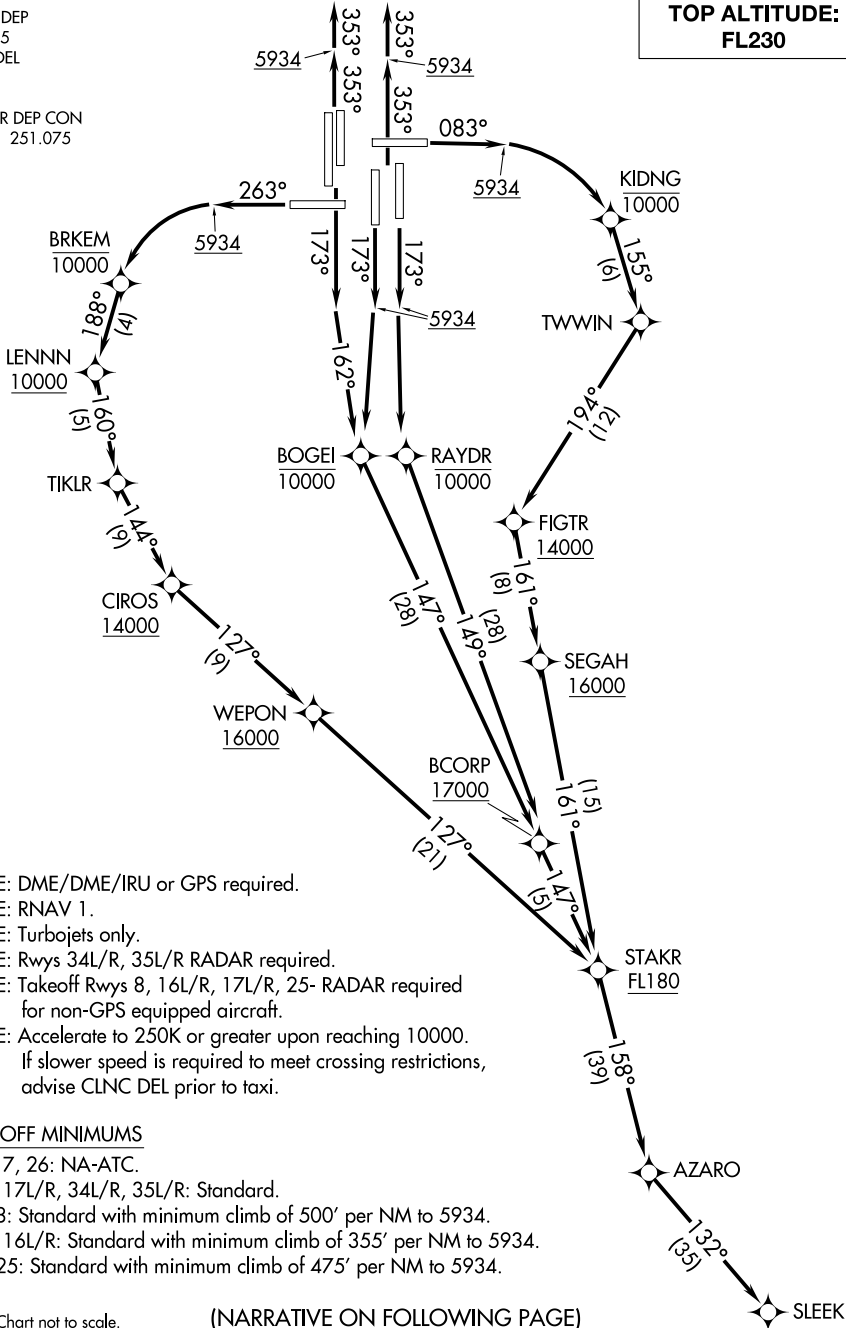 DEP
5
DEL
R DEP CON
251.075
TOP ALTITUDE:
FL230
353°
353°
5934
5934
353°
353°
083°
5934
KIDNG
10000
263°
5934
BRKEM
10000
173°
173°
173°
155°
(6)
188°
(4)
5934
TWWIN
LENNN
10000
162°
160°
(5)
194°
(12)
BOGEI
10000
RAYDR
10000
TIKLR
FIGTR
14000
144°
(9)
161°
(8)
CIROS
14000
147°
(28)
149°
(28)
127°
(9)
SEGAH
16000
WEPON
16000
BCORP
17000
161°
(15)
127°
(21)
147°
(5)
E: DME/DME/IRU or GPS required.
E: RNAV 1.
E: Turbojets only.
E: Rwys 34L/R, 35L/R RADAR required.
E: Takeoff Rwys 8, 16L/R, 17L/R, 25- RADAR required
for non-GPS equipped aircraft.
E: Accelerate to 250K or greater upon reaching 10000.
If slower speed is required to meet crossing restrictions,
advise CLNC DEL prior to taxi.
STAKR
FL180
158°
(39)
OFF MINIMUMS
7, 26: NA-ATC.
17L/R, 34L/R, 35L/R: Standard.
8: Standard with minimum climb of 500' per NM to 5934.
16L/R: Standard with minimum climb of 355' per NM to 5934.
25: Standard with minimum climb of 475' per NM to 5934.
AZARO
132°
(35)
SLEEK
Chart not to scale.
(NARRATIVE ON FOLLOWING PAGE)